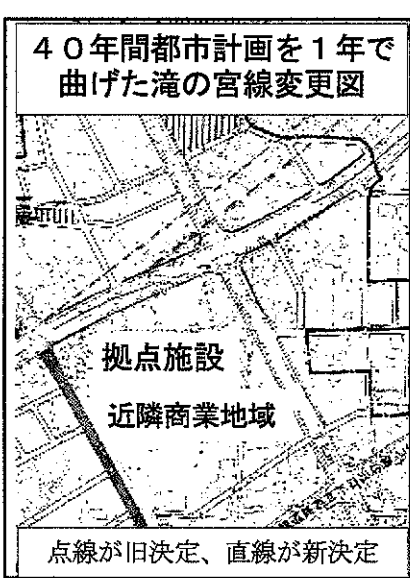 ４０年間都市計画を１年で
曲げた滝の宮線変更図
拠点施設
近隣商業地域
点線が旧決定、直線が新決定